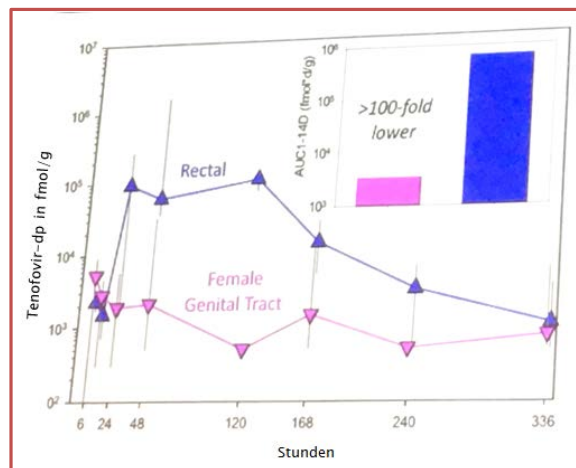 10⁷
10⁶
10⁵
10⁴
10³
0²
Tenofovir-dp in fmol/g
6 24 48 120 168 240 336
Stunden
Rectal
Female
Genital Tract
AUC1-14D (fmol*d/g)
10⁶
10⁵
10⁴
10³
>100-fold
lower